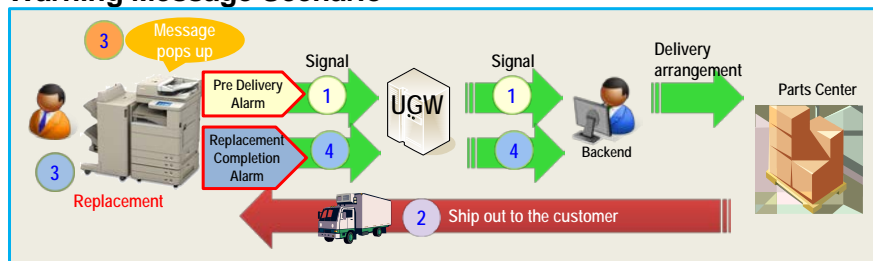 Warning Message Scenario
3
Message
pops up
Signal
Signal
Delivery
arrangement
Pre Delivery
Alarm
1
UGW
1
Parts Center
Replacement
Completion
Alarm
4
4
Backend
3
Replacement
2
Ship out to the customer